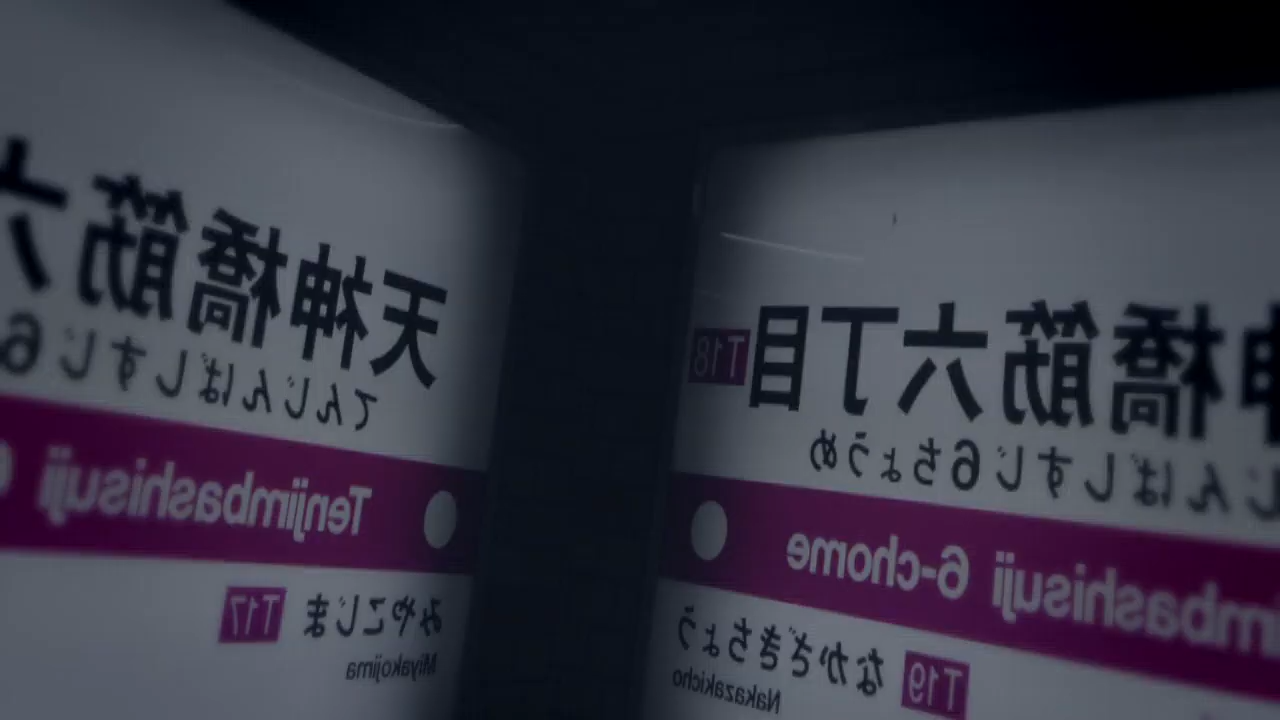 天神橋筋六
てんじんばしすじ6
Tenjimbashisuji
みやこじま T17
Miyakojima
神橋筋六丁目 T18
じんばしすじ6ちょうめ
mbashisuji 6-chome
T19 なかざきちょう
Nakazakicho